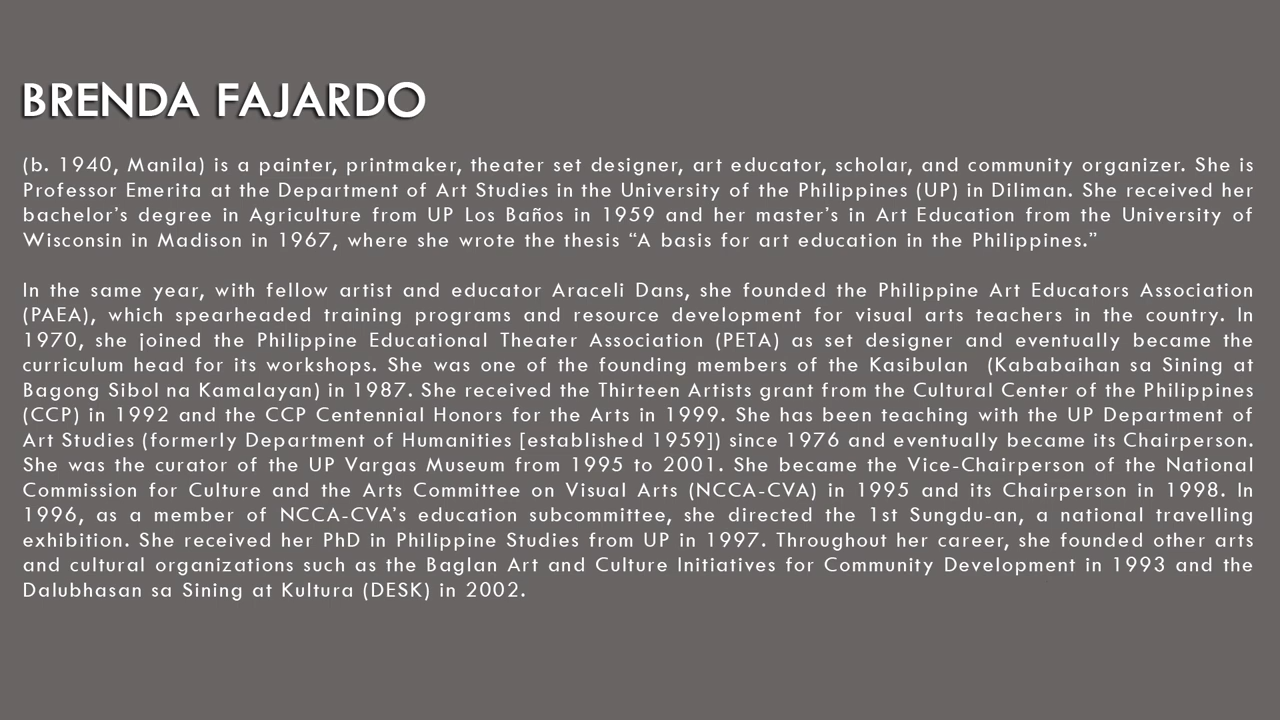 BRENDA FAJARDO
(b. 1940, Manila) is a painter, printmaker, theater set designer, art educator, scholar, and community organizer. She is
Professor Emerita at the Department of Art Studies in the University of the Philippines (UP) in Diliman. She received her
bachelor’s degree in Agriculture from UP Los Baños in 1959 and her master’s in Art Education from the University of
Wisconsin in Madison in 1967, where she wrote the thesis “A basis for art education in the Philippines.”
In the same year, with fellow artist and educator Araceli Dans, she founded the Philippine Art Educators Association
(PAEA), which spearheaded training programs and resource development for visual arts teachers in the country. In
1970, she joined the Philippine Educational Theater Association (PETA) as set designer and eventually became the
curriculum head for its workshops. She was one of the founding members of the Kasibulan (Kababaihan sa Sining at
Bagong Sibol na Kamalayan) in 1987. She received the Thirteen Artists grant from the Cultural Center of the Philippines
(CCP) in 1992 and the CCP Centennial Honors for the Arts in 1999. She has been teaching with the UP Department of
Art Studies (formerly Department of Humanities [established 1959]) since 1976 and eventually became its Chairperson.
She was the curator of the UP Vargas Museum from 1995 to 2001. She became the Vice-Chairperson of the National
Commission for Culture and the Arts Committee on Visual Arts (NCCA-CVA) in 1995 and its Chairperson in 1998. In
1996, as a member of NCCA-CVA’s education subcommittee, she directed the 1st Sungdu-an, a national travelling
exhibition. She received her PhD in Philippine Studies from UP in 1997. Throughout her career, she founded other arts
and cultural organizations such as the Baglan Art and Culture Initiatives for Community Development in 1993 and the
Dalubhasan sa Sining at Kultura (DESK) in 2002.